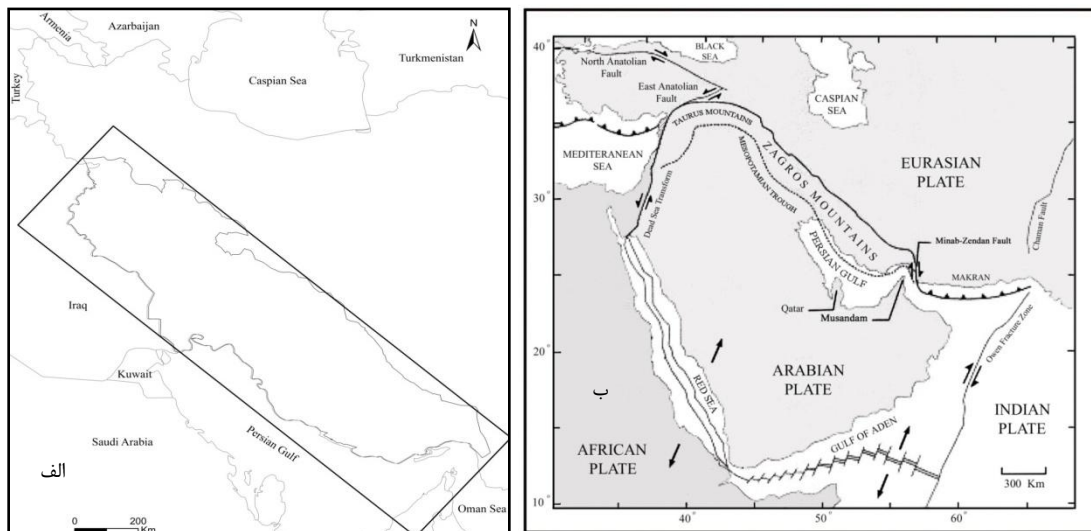 Armenia
Azarbaijan
N
Turkmenistan
Turkey
Caspian Sea
Iraq
Kuwait
Saudi Arabia
Persian Gulf
الف
Oman Sea
0 200
Km
40°
BLACK
SEA
North Anatolian
Fault
East Anatolian
Fault
CASPIAN
SEA
TAURUS MOUNTAINS
MEDITERANEAN
SEA
ZAGROS MOUNTAINS
MESOPOTAMIAN TROUGH
EURASIAN
PLATE
30°
Dead Sea Transform
Chaman Fault
Minab-Zendan Fault
PERSIAN GULF
MAKRAN
Qatar
Musandam
Owen Fracture Zone
20°
RED SEA
ARABIAN
PLATE
ب
INDIAN
PLATE
AFRICAN
PLATE
GULF OF ADEN
300 Km
10°
40°
50°
60°